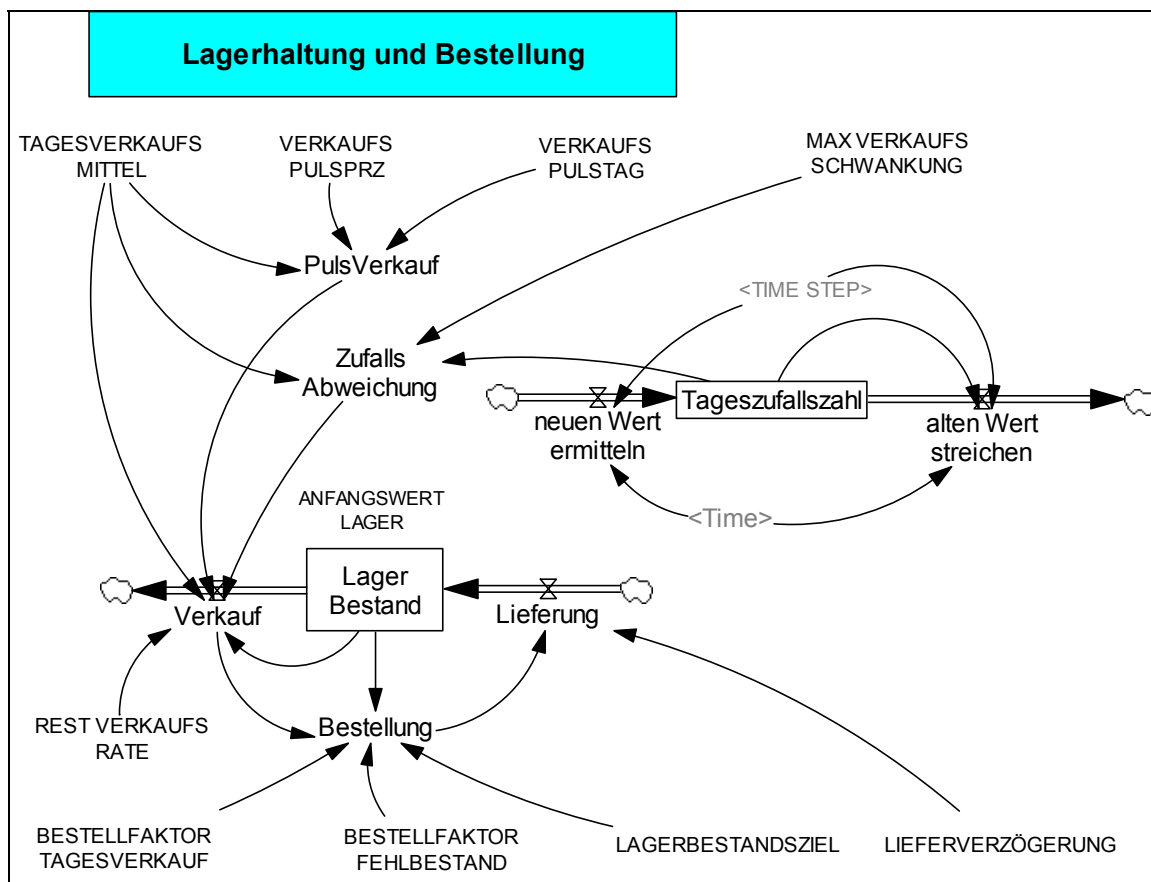 Lagerhaltung und Bestellung
TAGESVERKAUFS
MITTEL
VERKAUFS
PULSPRZ
VERKAUFS
PULSTAG
MAX VERKAUFS
SCHWANKUNG
PulsVerkauf
<TIME STEP>
Zufalls
Abweichung
Tageszufallszahl
neuen Wert
ermitteln
alten Wert
streichen
<Time>
ANFANGSWERT
LAGER
Lager
Bestand
Verkauf
Lieferung
REST VERKAUFS
RATE
Bestellung
BESTELLFAKTOR
TAGESVERKAUF
BESTELLFAKTOR
FEHLBESTAND
LAGERBESTANDSZIEL
LIEFERVERZÖGERUNG